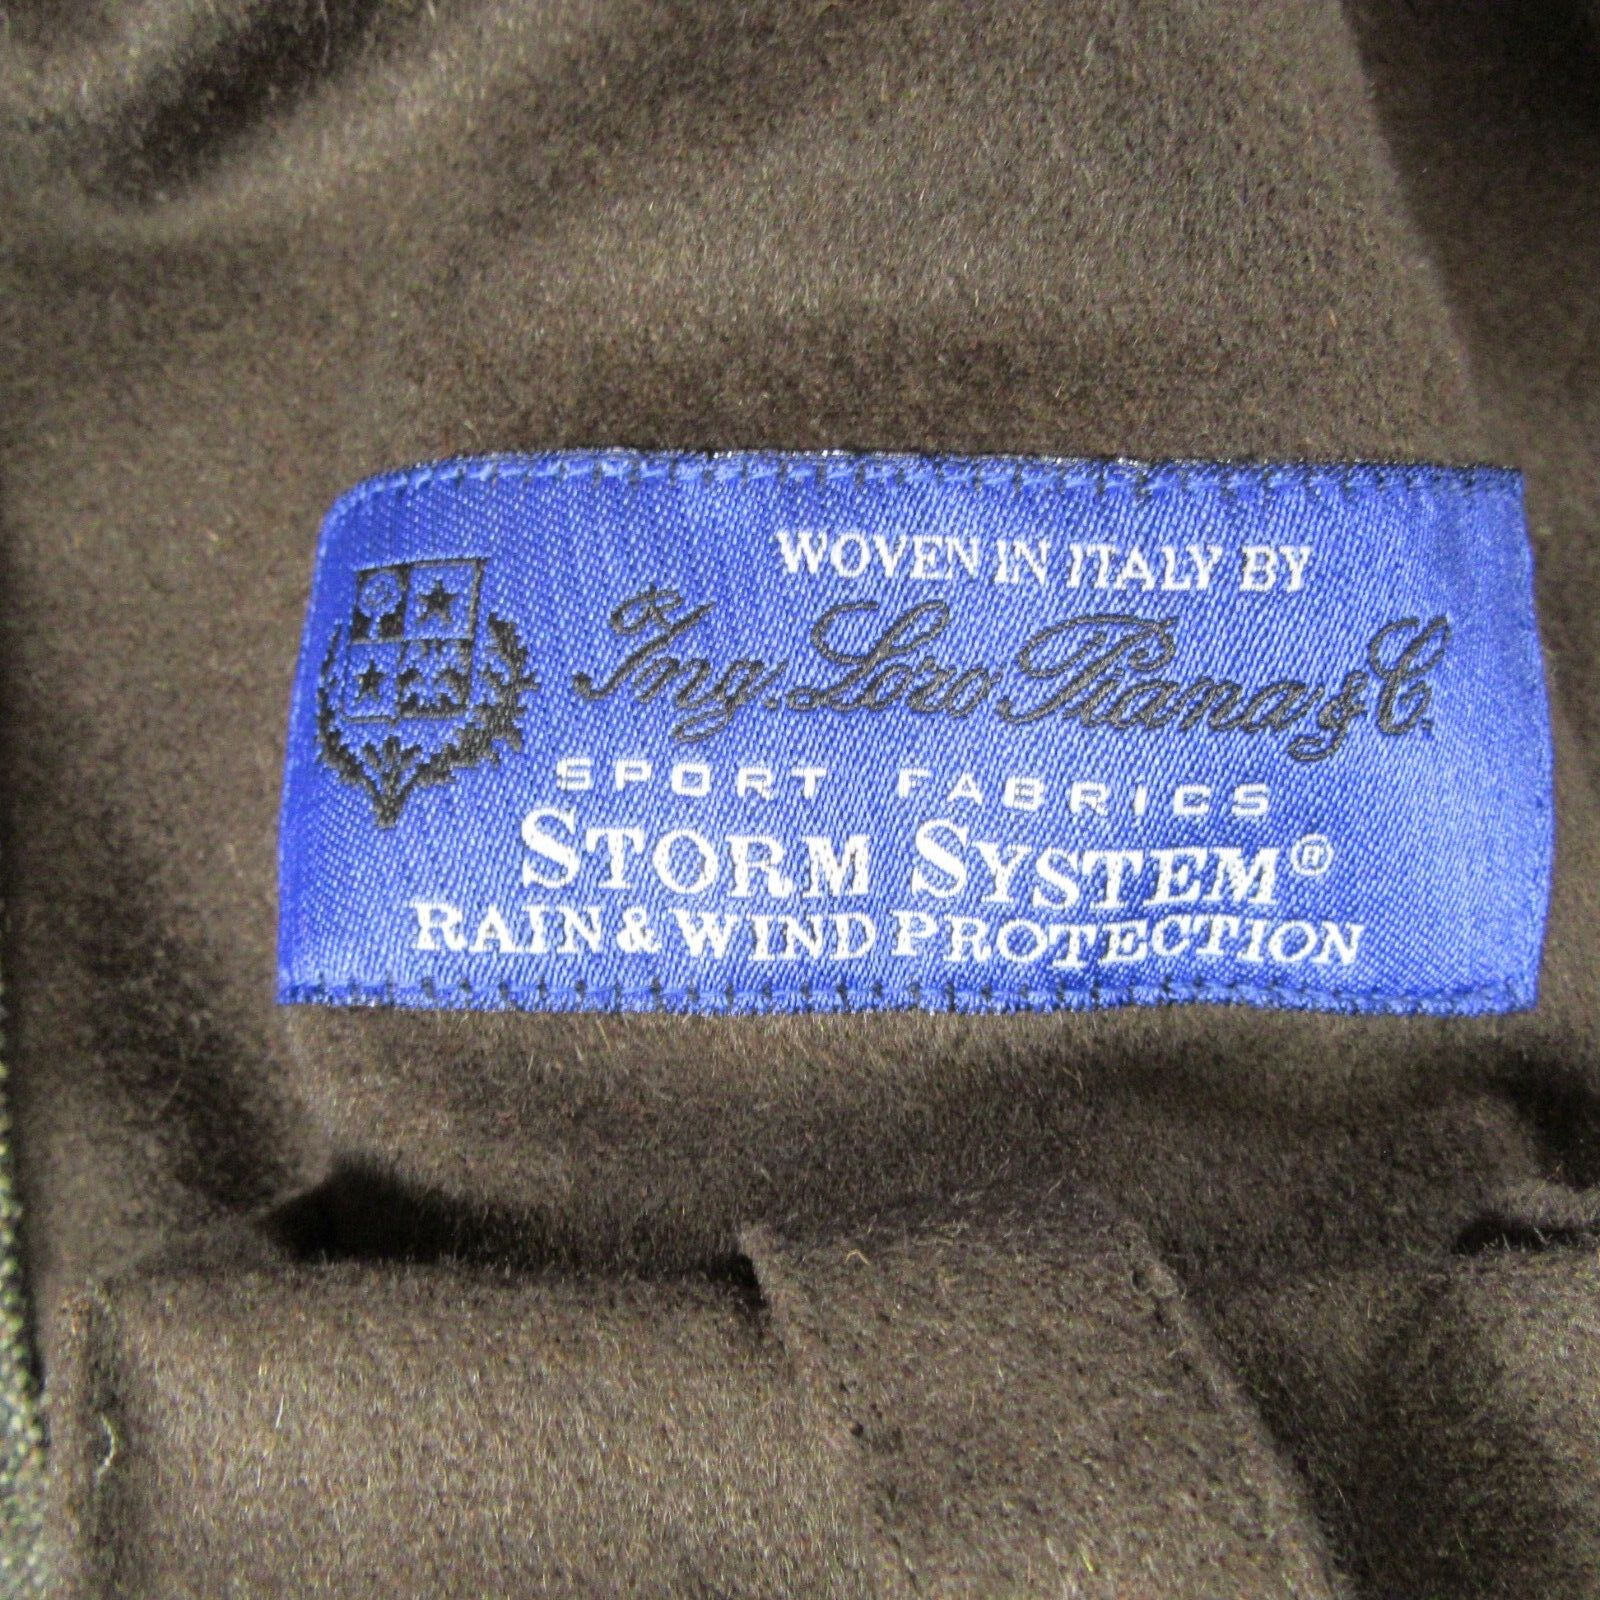 WOVEN IN ITALY BY
Ing. Loro Piana & C.
SPORT FABRICS
STORM SYSTEM®
RAIN & WIND PROTECTION